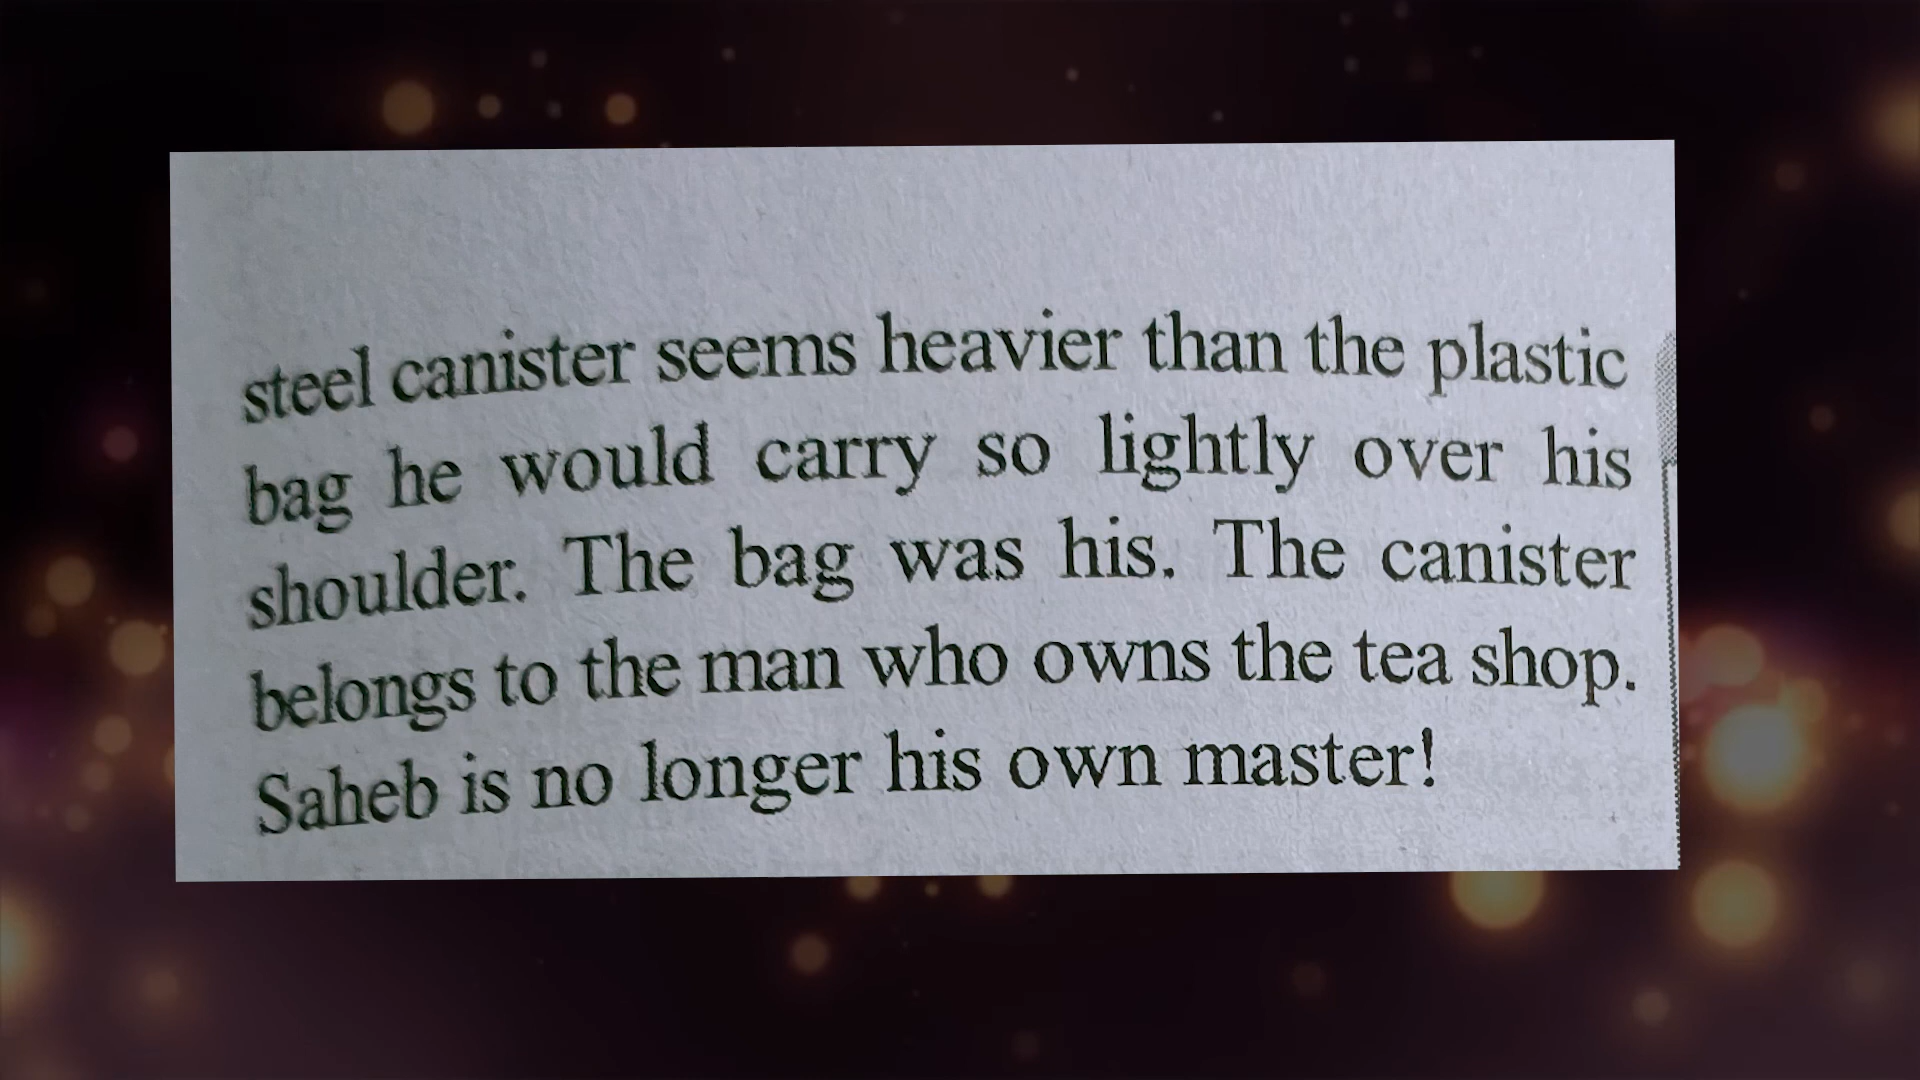 steel canister seems heavier than the plastic
bag he would carry so lightly over his
shoulder. The bag was his. The canister
belongs to the man who owns the tea shop.
Saheb is no longer his own master!